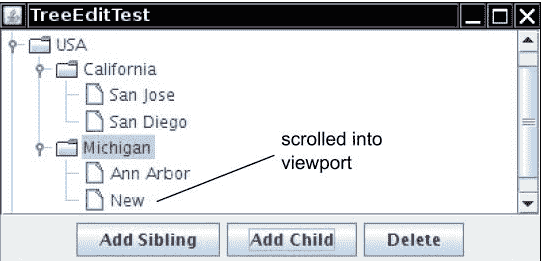 TreeEditTest
USA
California
San Jose
San Diego
Michigan
Ann Arbor
New
scrolled into
viewport
Add Sibling
Add Child
Delete